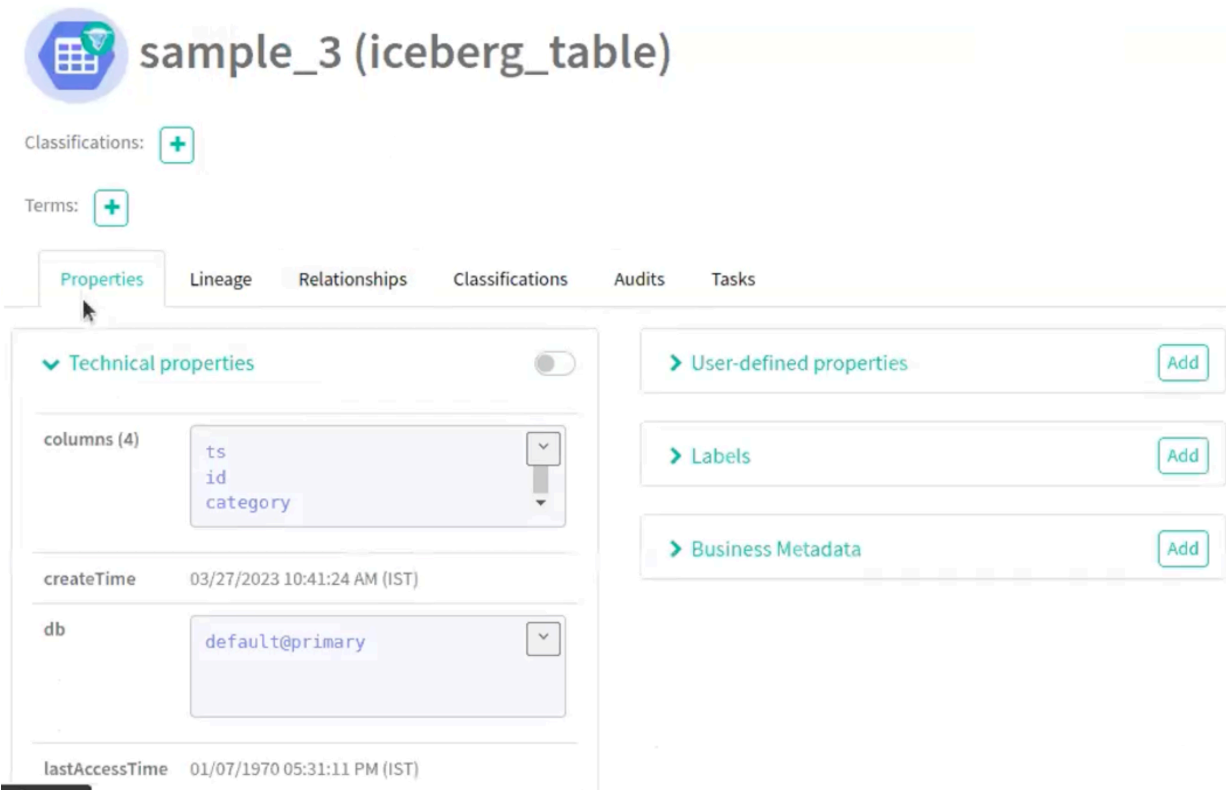 sample_3 (iceberg_table)
Classifications:
Terms:
Properties Lineage Relationships Classifications Audits Tasks
Technical properties
columns (4)
ts
id
category
createTime 03/27/2023 10:41:24 AM (IST)
db
default@primary
lastAccessTime 01/07/1970 05:31:11 PM (IST)
User-defined properties Add
Labels Add
Business Metadata Add